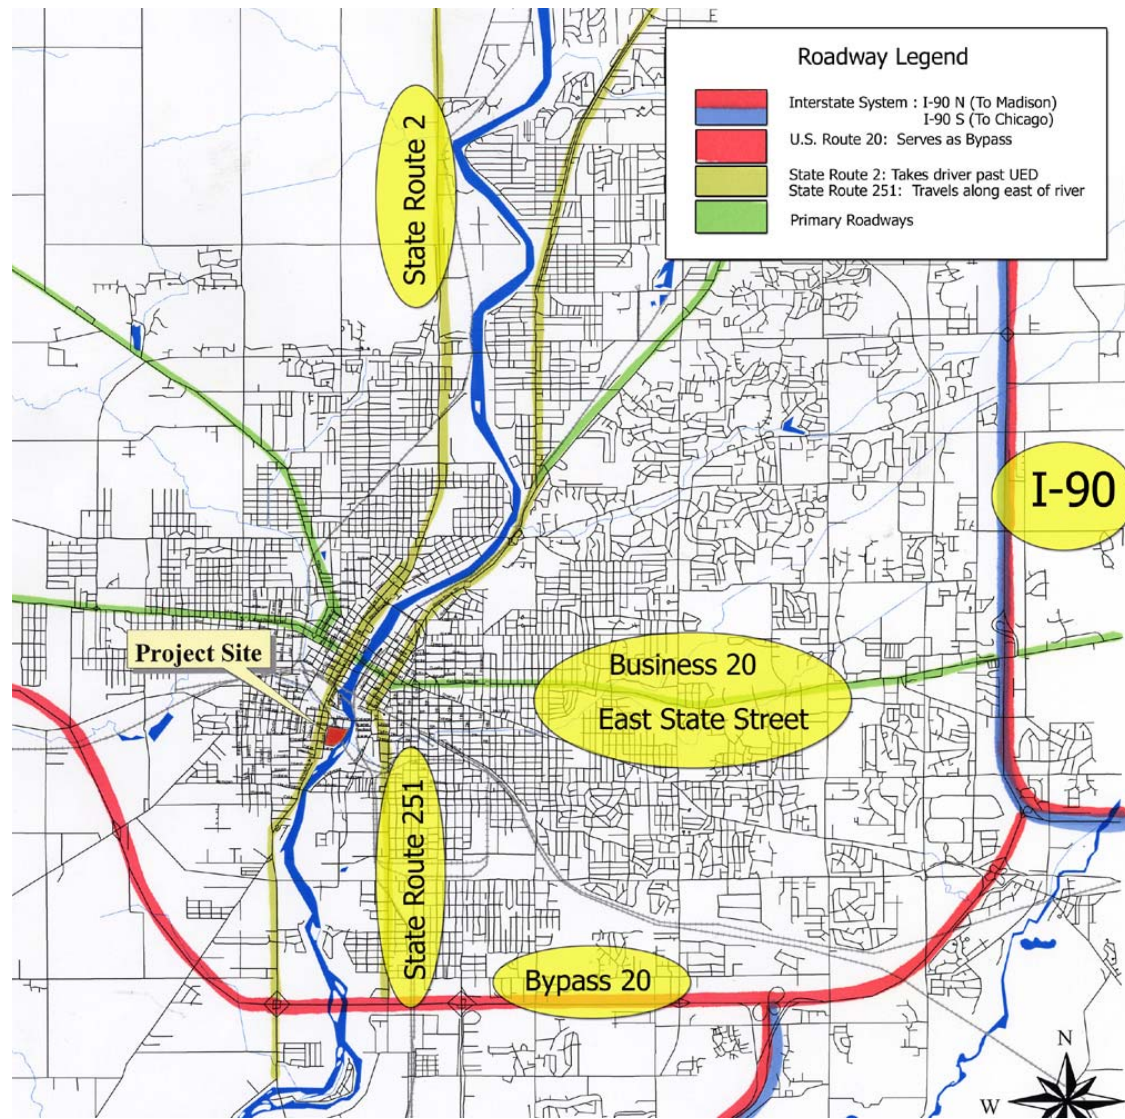 Roadway Legend
Interstate System : I-90 N (To Madison)
I-90 S (To Chicago)
U.S. Route 20: Serves as Bypass
State Route 2: Takes driver past UED
State Route 251: Travels along east of river
Primary Roadways
State Route 2
I-90
Project Site
Business 20
East State Street
State Route 251
Bypass 20
N
W